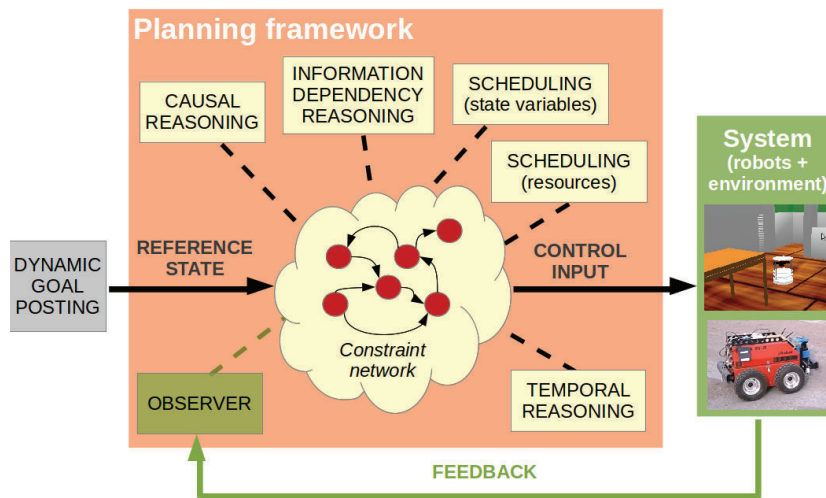 Planning framework
CAUSAL
REASONING
INFORMATION
DEPENDENCY
REASONING
SCHEDULING
(state variables)
SCHEDULING
(resources)
System
(robots +
environment)
DYNAMIC
GOAL
POSTING
REFERENCE
STATE
CONTROL
INPUT
Constraint
network
OBSERVER
TEMPORAL
REASONING
FEEDBACK